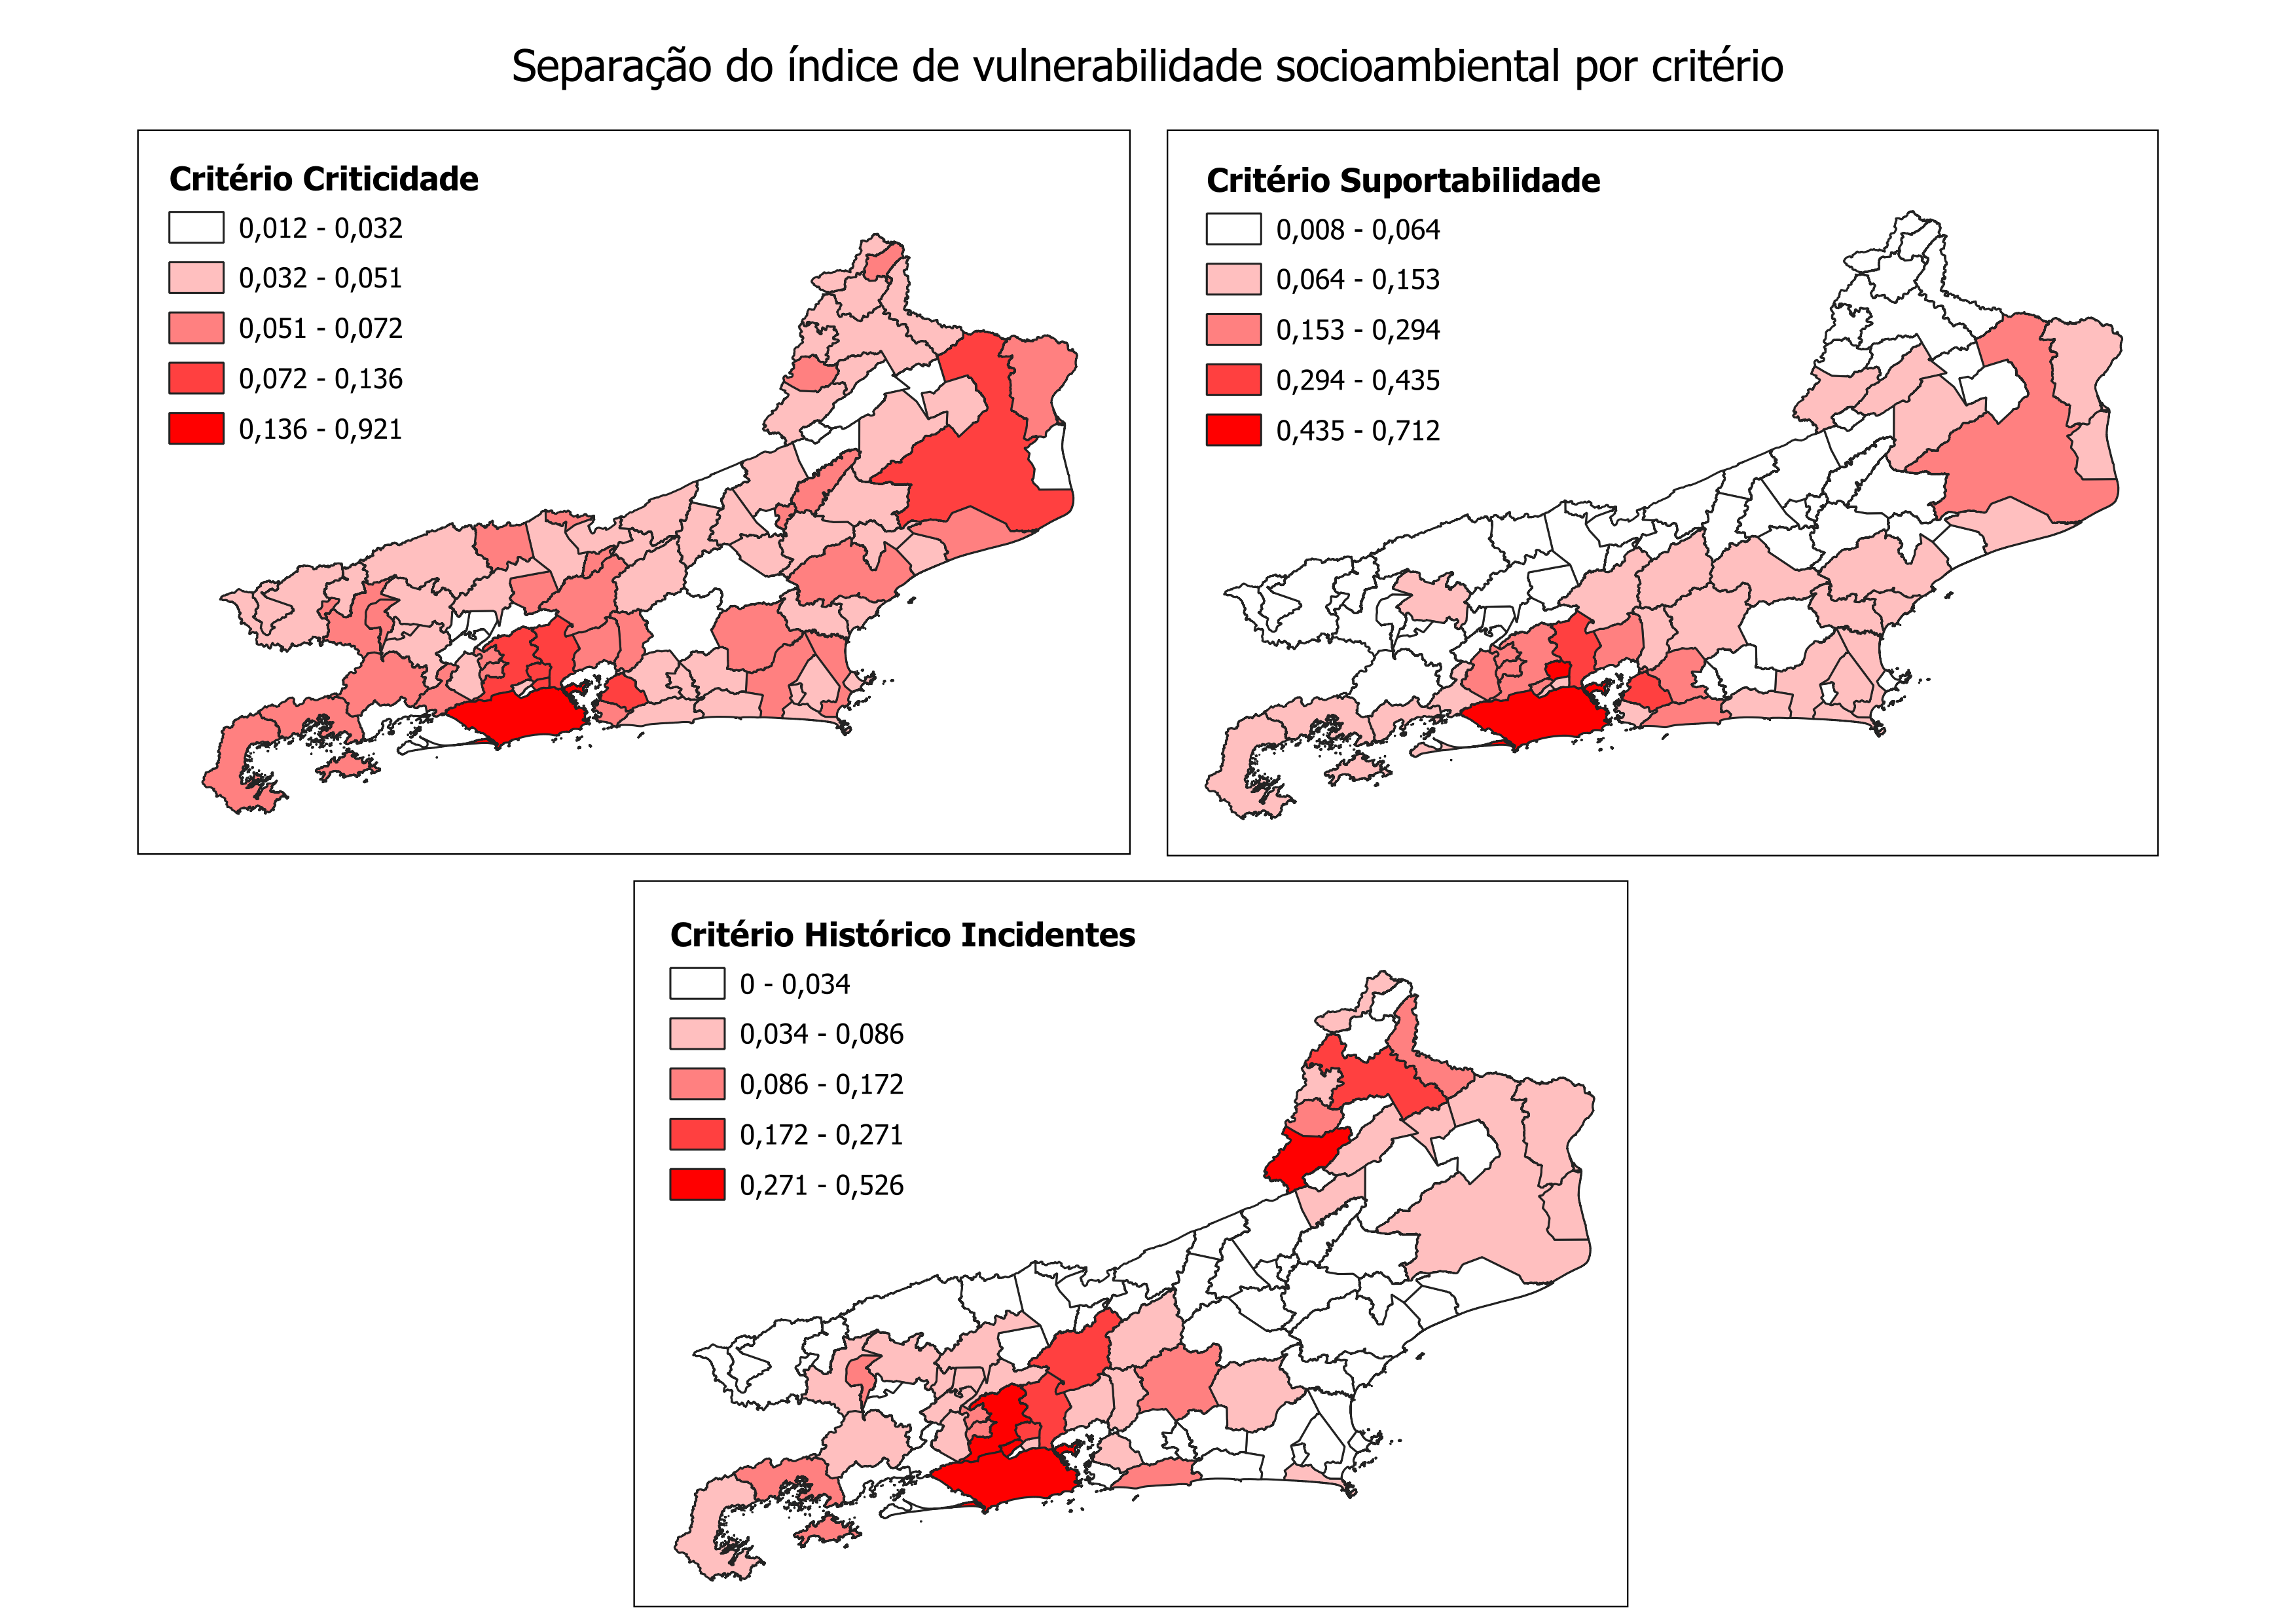 Separação do índice de vulnerabilidade socioambiental por critério
Critério Criticidade
0,012 - 0,032
0,032 - 0,051
0,051 - 0,072
0,072 - 0,136
0,136 - 0,921
Critério Suportabilidade
0,008 - 0,064
0,064 - 0,153
0,153 - 0,294
0,294 - 0,435
0,435 - 0,712
Critério Histórico Incidentes
0 - 0,034
0,034 - 0,086
0,086 - 0,172
0,172 - 0,271
0,271 - 0,526